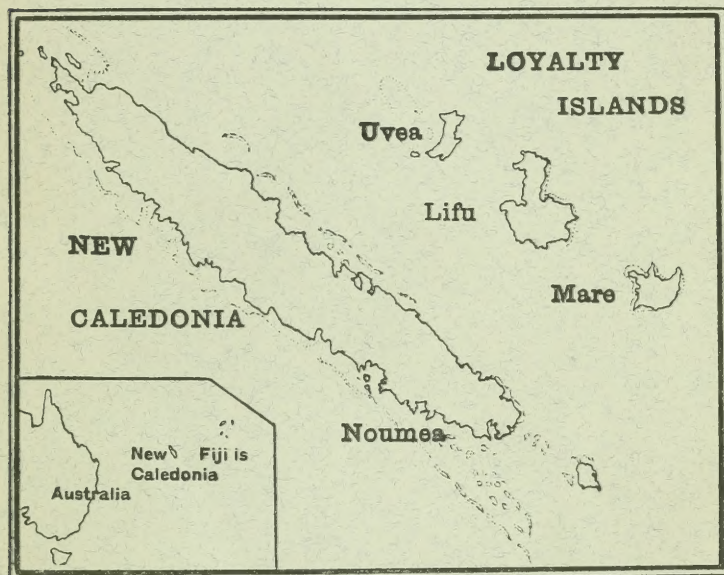 LOYALTY
ISLANDS
Uvea
Lifu
NEW
Mare
CALEDONIA
Noumea
New Fiji is
Caledonia
Australia